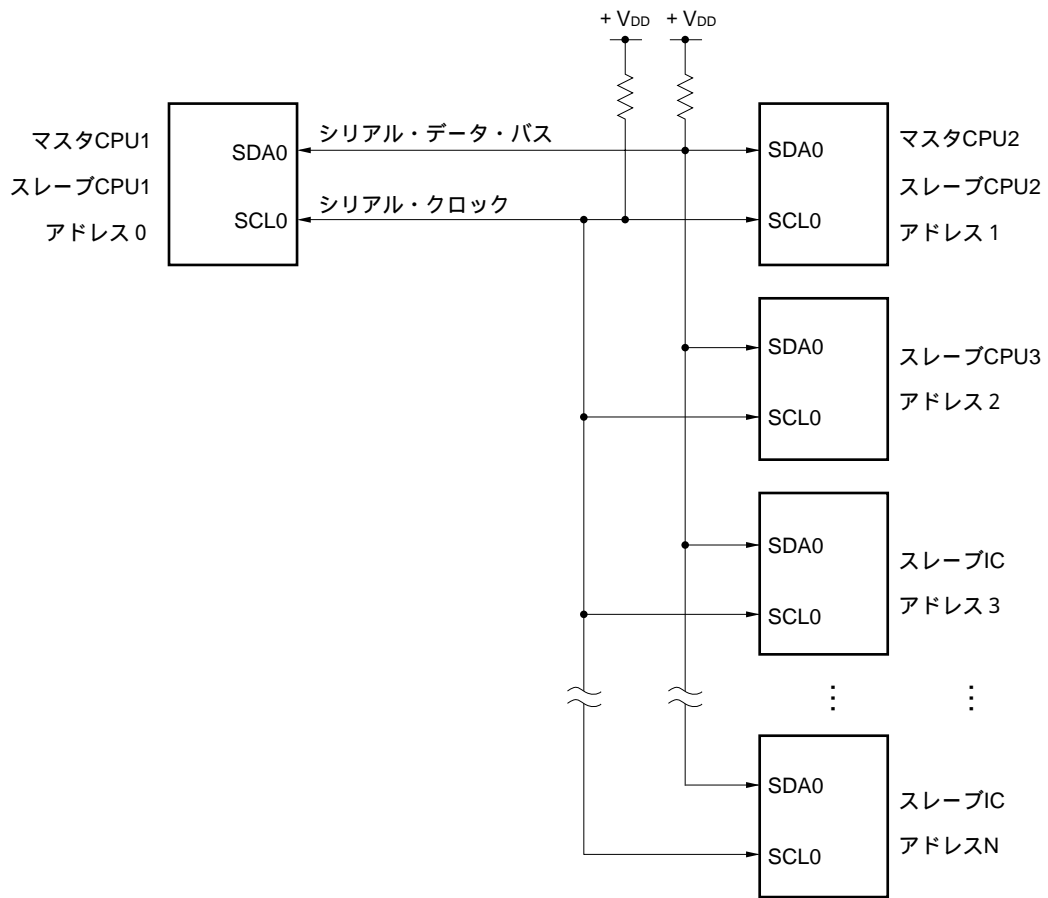 + VDD + VDD
マスタCPU1
スレーブCPU1
アドレス 0
SDA0
SCL0
シリアル・データ・バス
シリアル・クロック
SDA0
SCL0
マスタCPU2
スレーブCPU2
アドレス 1
SDA0
SCL0
スレーブCPU3
アドレス 2
SDA0
SCL0
スレーブIC
アドレス 3
SDA0
SCL0
スレーブIC
アドレスN